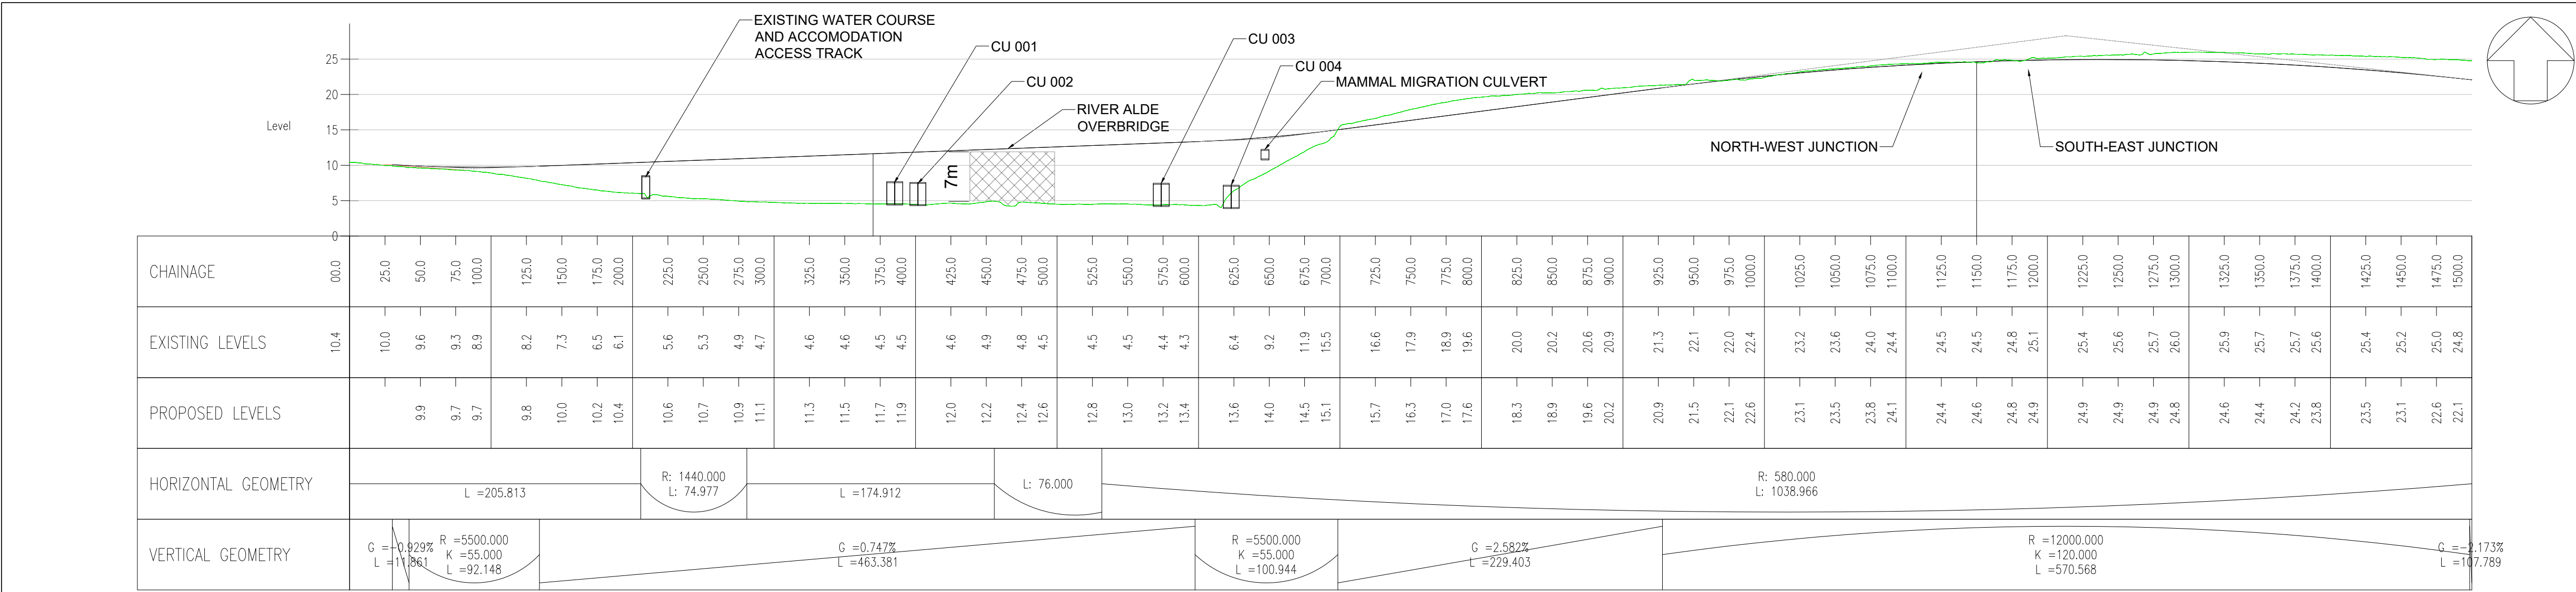 EXISTING WATER COURSE
AND ACCOMODATION
ACCESS TRACK
CU 001
CU 002
RIVER ALDE
OVERBRIDGE
CU 003
CU 004
MAMMAL MIGRATION CULVERT
NORTH-WEST JUNCTION
SOUTH-EAST JUNCTION
7m
Level
25
20
15
10
5
0
CHAINAGE 00.0 25.0 50.0 75.0 100.0 125.0 150.0 175.0 200.0 225.0 250.0 275.0 300.0 325.0 350.0 375.0 400.0 425.0 450.0 475.0 500.0 525.0 550.0 575.0 600.0 625.0 650.0 675.0 700.0 725.0 750.0 775.0 800.0 825.0 850.0 875.0 900.0 925.0 950.0 975.0 1000.0 1025.0 1050.0 1075.0 1100.0 1125.0 1150.0 1175.0 1200.0 1225.0 1250.0 1275.0 1300.0 1325.0 1350.0 1375.0 1400.0 1425.0 1450.0 1475.0 1500.0
EXISTING LEVELS 10.4 10.0 9.6 9.3 8.9 8.2 7.3 6.5 6.1 5.6 5.3 4.9 4.7 4.6 4.6 4.5 4.5 4.6 4.9 4.8 4.5 4.5 4.5 4.4 4.3 6.4 9.2 11.9 15.5 16.6 17.9 18.9 19.6 20.0 20.2 20.6 20.9 21.3 22.1 22.0 22.4 23.2 23.6 24.0 24.4 24.5 24.5 24.8 25.1 25.4 25.6 25.7 26.0 25.9 25.7 25.7 25.6 25.4 25.2 25.0 24.8
PROPOSED LEVELS 9.9 9.7 9.7 9.8 10.0 10.2 10.4 10.6 10.7 10.9 11.1 11.3 11.5 11.7 11.9 12.0 12.2 12.4 12.6 12.8 13.0 13.2 13.4 13.6 14.0 14.5 15.1 15.7 16.3 17.0 17.6 18.3 18.9 19.6 20.2 20.9 21.5 22.1 22.6 23.1 23.5 23.8 24.1 24.4 24.6 24.8 24.9 24.9 24.9 24.9 24.8 24.6 24.4 24.2 23.8 23.5 23.1 22.6 22.1
HORIZONTAL GEOMETRY
L =205.813
R: 1440.000
L: 74.977
L =174.912
L: 76.000
R: 580.000
L: 1038.966
VERTICAL GEOMETRY
G =-0.929%
L =11.861
R =5500.000
K =55.000
L =92.148
G =0.747%
L =463.381
R =5500.000
K =55.000
L =100.944
G =2.582%
L =229.403
R =12000.000
K =120.000
L =570.568
G =-2.173%
L =107.789